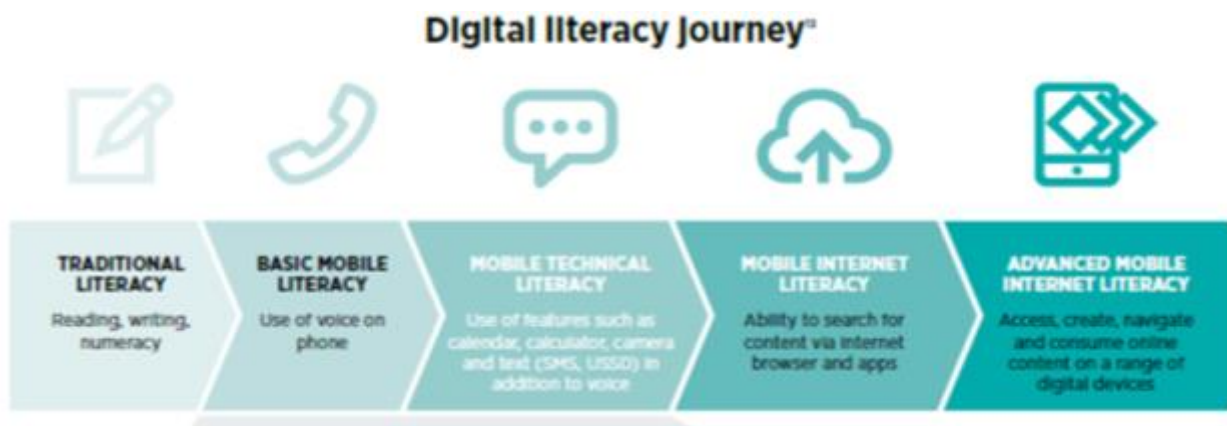 Digital literacy journey
TRADITIONAL
LITERACY
Reading, writing,
numeracy
BASIC MOBILE
LITERACY
Use of voice on
phone
MOBILE TECHNICAL
LITERACY
Use of features such as
calendar, calculator, camera
and text (SMS, USSD) in
addition to voice
MOBILE INTERNET
LITERACY
Ability to search for
content via internet
browser and apps
ADVANCED MOBILE
INTERNET LITERACY
Access, create, navigate
and consume online
content on a range of
digital devices